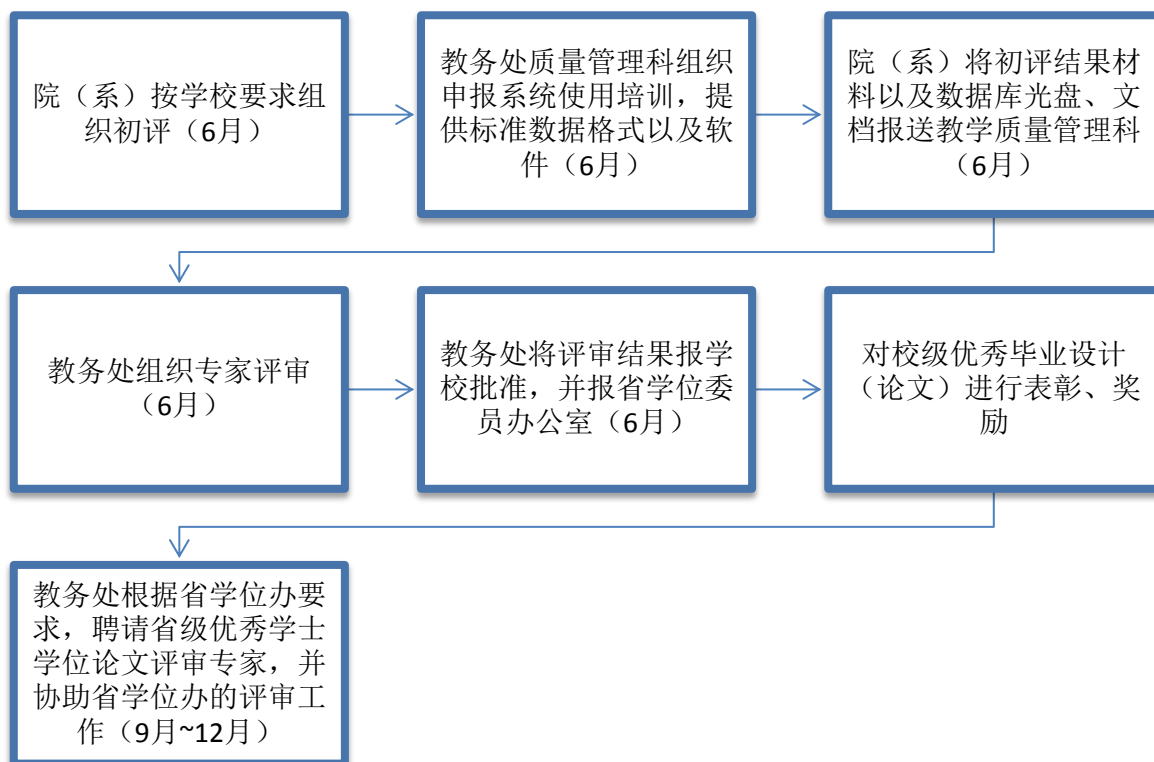 院（系）按学校要求组
织初评（6月）
教务处质量管理科组织
申报系统使用培训，提
供标准数据格式以及软
件（6月）
院（系）将初评结果材
料以及数据库光盘、文
档报送教学质量管理科
（6月）
教务处组织专家评审
（6月）
教务处将评审结果报学
校批准，并报省学位委
员办公室（6月）
对校级优秀毕业设计
（论文）进行表彰、奖
励
教务处根据省学位办要
求，聘请省级优秀学士
学位论文评审专家，并
协助省学位办的评审工
作（9月~12月）